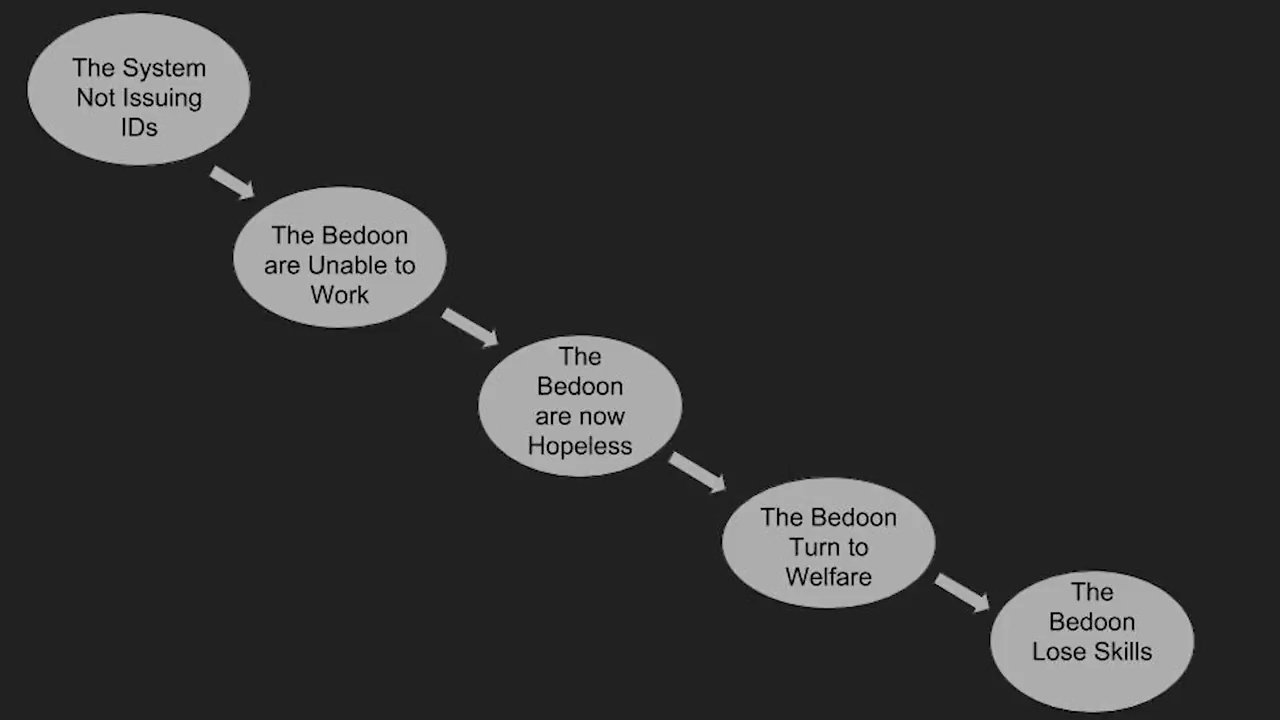 The System
Not Issuing
IDs
The Bedoon
are Unable to
Work
The
Bedoon
are now
Hopeless
The Bedoon
Turn to
Welfare
The
Bedoon
Lose Skills